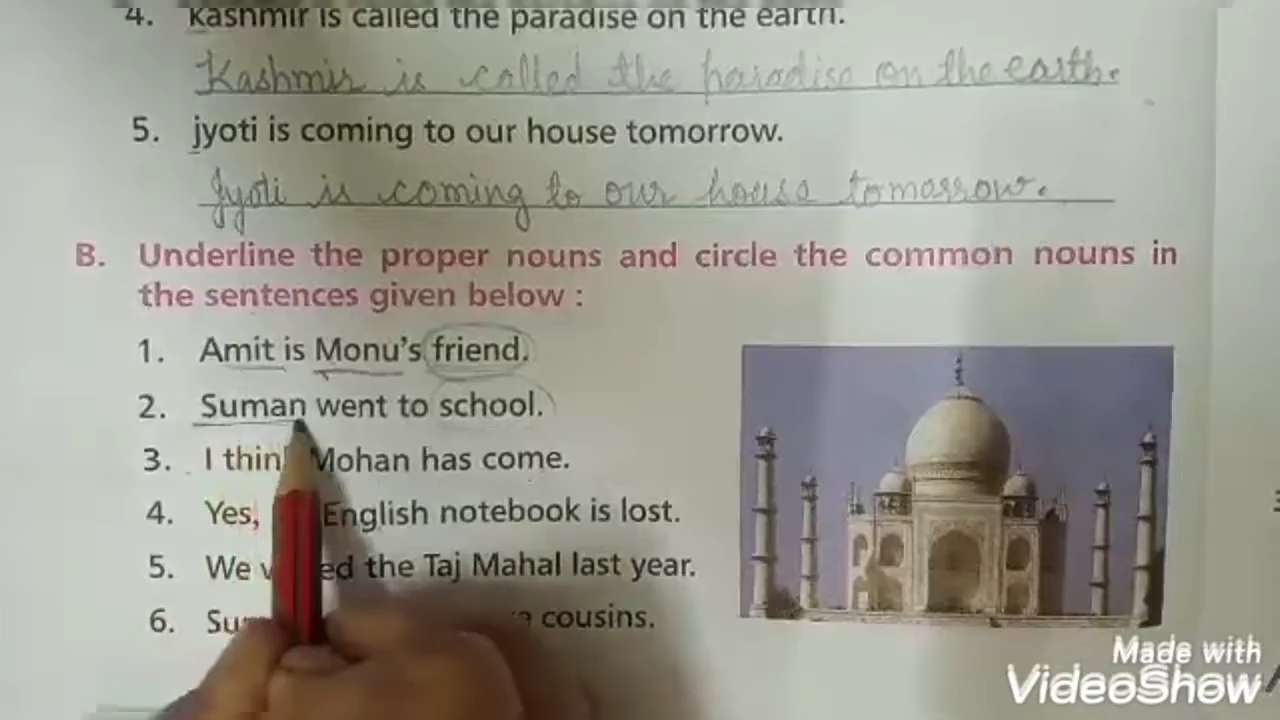 4. kashmir is called the paradise on the earth.
Kashmir is called the paradise on the earth.
5. jyoti is coming to our house tomorrow.
Jyoti is coming to our house tomorrow.
B. Underline the proper nouns and circle the common nouns in
the sentences given below :
1. Amit is Monu's friend.
2. Suman went to school.
3. I Mohan has come.
4. Yes, English notebook is lost.
5. We the Taj Mahal last year.
6. cousins.
Made with
VideoShow